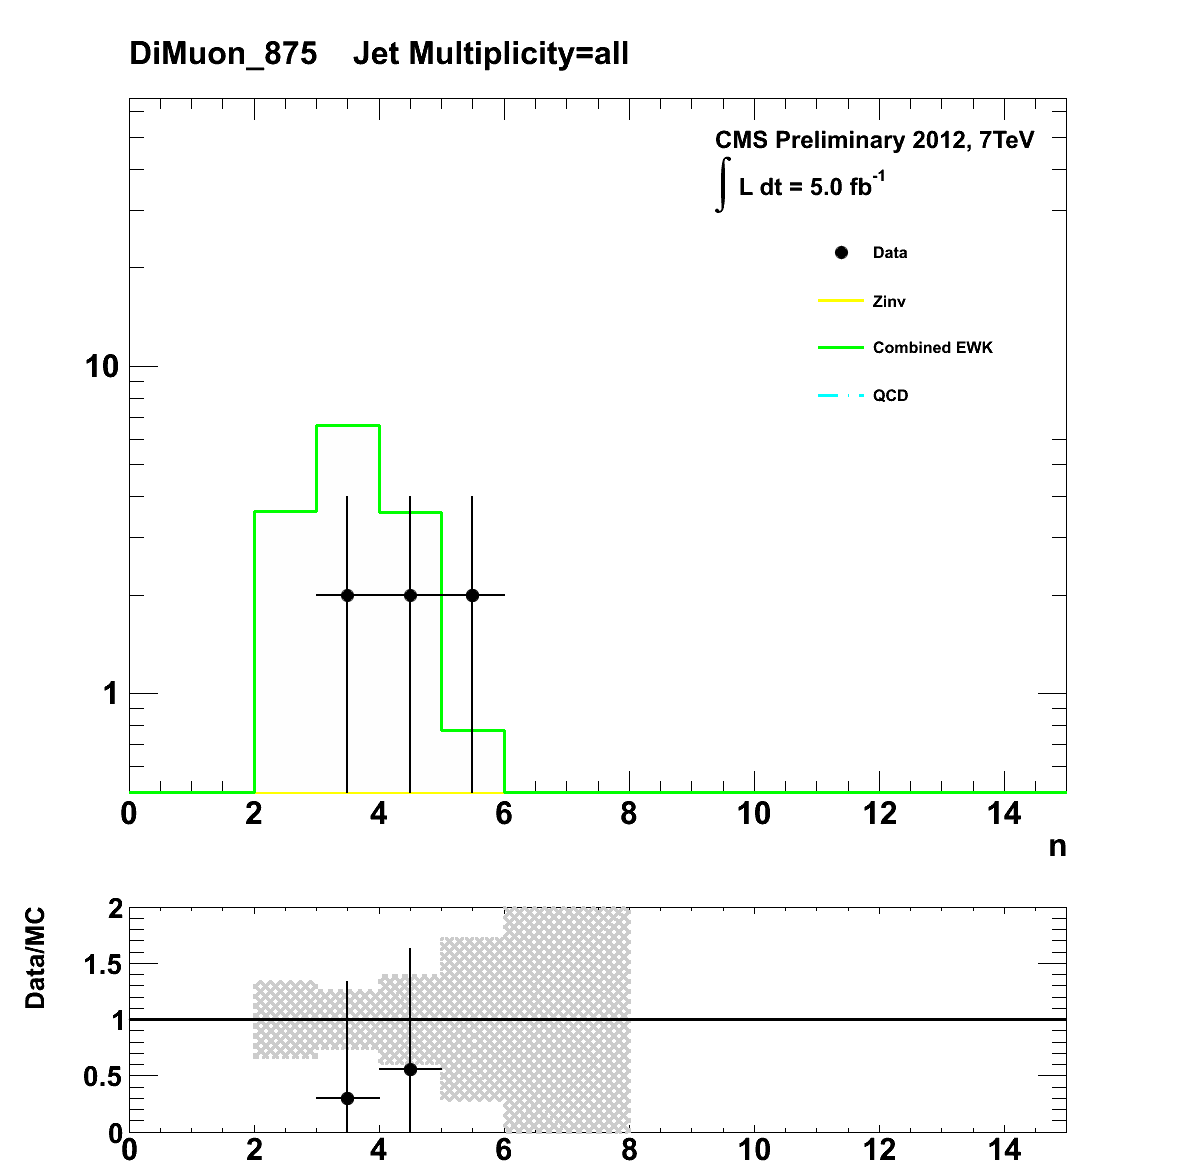 DiMuon_875 Jet Multiplicity=all
CMS Preliminary 2012, 7TeV
∫ L dt = 5.0 fb⁻¹
Data
Zinv
Combined EWK
QCD
10
1
0 2 4 6 8 10 12 14
n
Data/MC
2
1.5
1
0.5
0
0 2 4 6 8 10 12 14